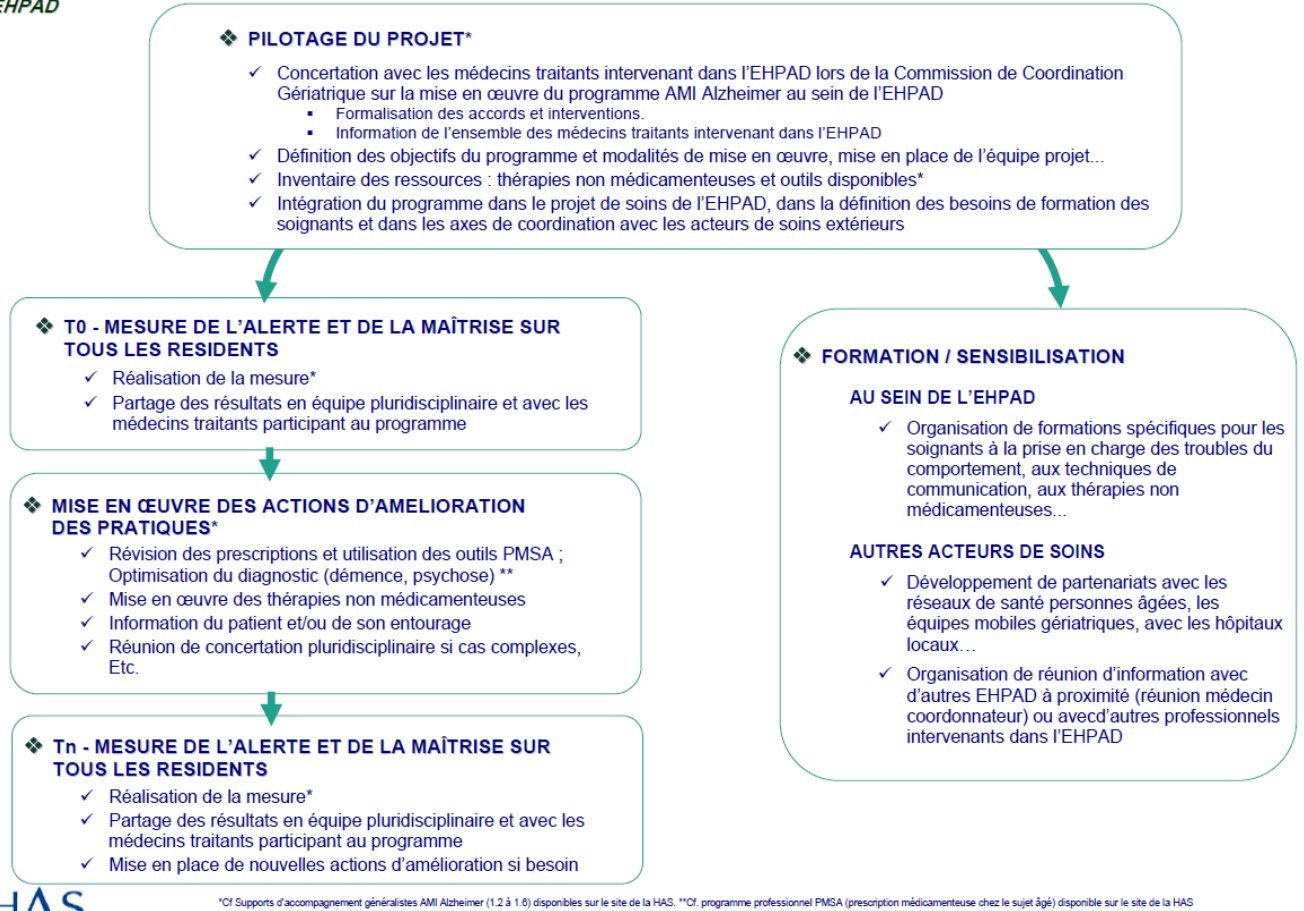 EHPAD
❖ PILOTAGE DU PROJET*
✓ Concertation avec les médecins traitants intervenant dans l'EHPAD lors de la Commission de Coordination
Gériatrique sur la mise en œuvre du programme AMI Alzheimer au sein de l'EHPAD
▪ Formalisation des accords et interventions.
▪ Information de l'ensemble des médecins traitants intervenant dans l'EHPAD
✓ Définition des objectifs du programme et modalités de mise en œuvre, mise en place de l'équipe projet...
✓ Inventaire des ressources : thérapies non médicamenteuses et outils disponibles*
✓ Intégration du programme dans le projet de soins de l'EHPAD, dans la définition des besoins de formation des
soignants et dans les axes de coordination avec les acteurs de soins extérieurs
❖ T0 - MESURE DE L'ALERTE ET DE LA MAÎTRISE SUR
TOUS LES RESIDENTS
✓ Réalisation de la mesure*
✓ Partage des résultats en équipe pluridisciplinaire et avec les
médecins traitants participant au programme
❖ MISE EN ŒUVRE DES ACTIONS D'AMELIORATION
DES PRATIQUES*
✓ Révision des prescriptions et utilisation des outils PMSA ;
Optimisation du diagnostic (démence, psychose) **
✓ Mise en œuvre des thérapies non médicamenteuses
✓ Information du patient et/ou de son entourage
✓ Réunion de concertation pluridisciplinaire si cas complexes,
Etc.
❖ Tn - MESURE DE L'ALERTE ET DE LA MAÎTRISE SUR
TOUS LES RESIDENTS
✓ Réalisation de la mesure*
✓ Partage des résultats en équipe pluridisciplinaire et avec les
médecins traitants participant au programme
✓ Mise en place de nouvelles actions d'amélioration si besoin
❖ FORMATION / SENSIBILISATION
AU SEIN DE L'EHPAD
✓ Organisation de formations spécifiques pour les
soignants à la prise en charge des troubles du
comportement, aux techniques de
communication, aux thérapies non
médicamenteuses...
AUTRES ACTEURS DE SOINS
✓ Développement de partenariats avec les
réseaux de santé personnes âgées, les
équipes mobiles gériatriques, avec les hôpitaux
locaux…
✓ Organisation de réunion d'information avec
d'autres EHPAD à proximité (réunion médecin
coordonnateur) ou avecd'autres professionnels
intervenants dans l'EHPAD
HAS
*Cf Supports d'accompagnement généralistes AMI Alzheimer (1.2 à 1.6) disponibles sur le site de la HAS. **Cf. programme professionnel PMSA (prescription médicamenteuse chez le sujet âgé) disponible sur le site de la HAS